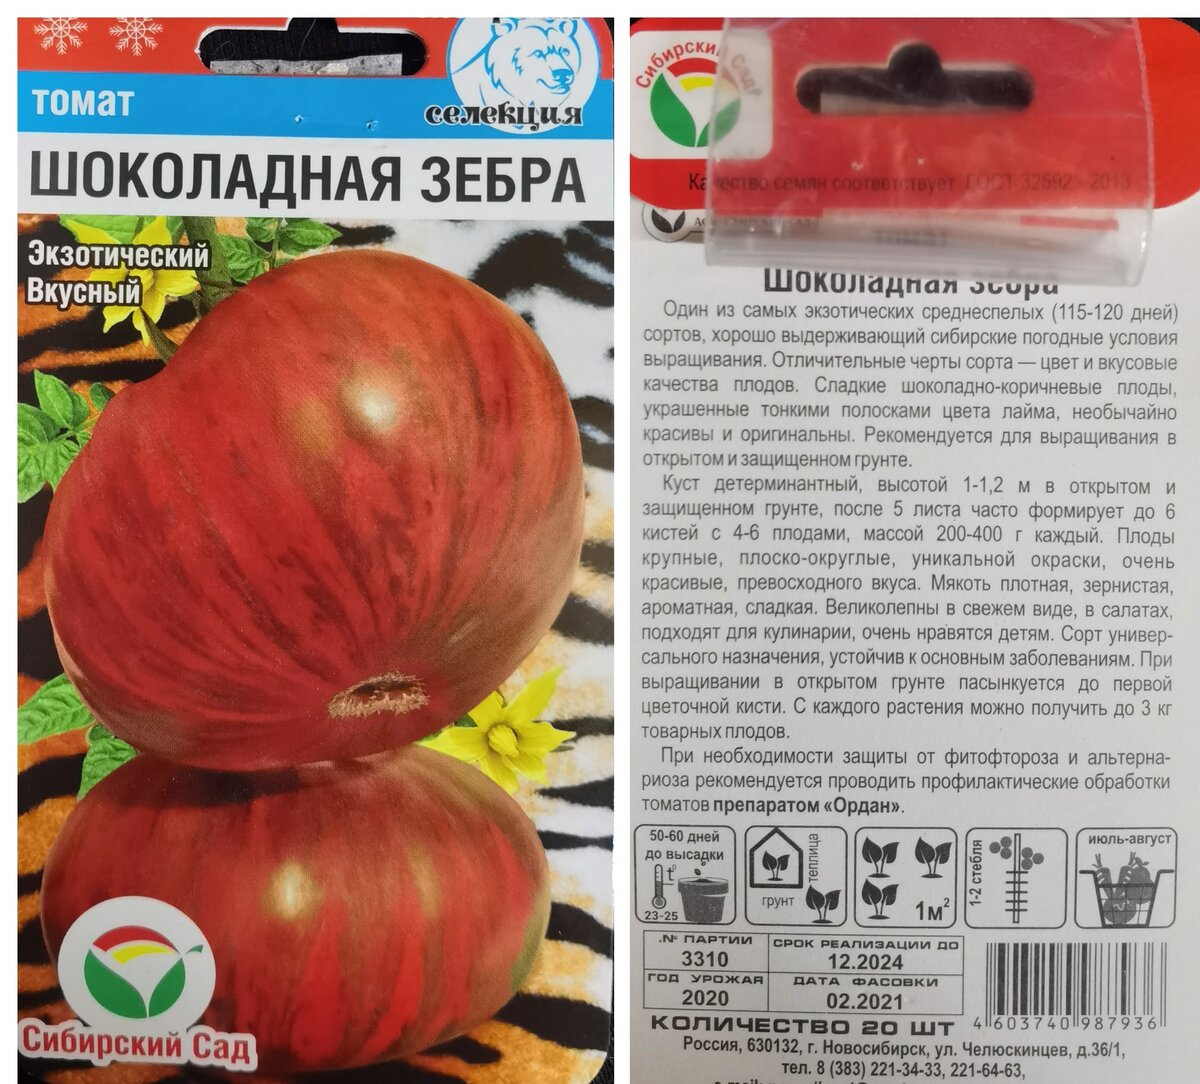 томат
селекция
ШОКОЛАДНАЯ ЗЕБРА
Экзотический
Вкусный
Сибирский Сад
Сибирский Сад
Качество семян соответствует ГОСТ 32592 - 2013
ТОМАТ
Шоколадная зебра
Один из самых экзотических среднеспелых (115-120 дней)
сортов, хорошо выдерживающий сибирские погодные условия
выращивания. Отличительные черты сорта — цвет и вкусовые
качества плодов. Сладкие шоколадно-коричневые плоды,
украшенные тонкими полосками цвета лайма, необычайно
красивы и оригинальны. Рекомендуется для выращивания в
открытом и защищенном грунте.
Куст детерминантный, высотой 1-1,2 м в открытом и
защищенном грунте, после 5 листа часто формирует до 6
кистей с 4-6 плодами, массой 200-400 г каждый. Плоды
крупные, плоско-округлые, уникальной окраски, очень
красивые, превосходного вкуса. Мякоть плотная, зернистая,
ароматная, сладкая. Великолепны в свежем виде, в салатах,
подходят для кулинарии, очень нравятся детям. Сорт универ-
сального назначения, устойчив к основным заболеваниям. При
выращивании в открытом грунте пасынкуется до первой
цветочной кисти. С каждого растения можно получить до 3 кг
товарных плодов.
При необходимости защиты от фитофтороза и альтерна-
риоза рекомендуется проводить профилактические обработки
томатов препаратом «Ордан».
50-60 дней
до высадки
t°
23-25
грунт
теплица
1м²
1-2 стебля
июль-август
№ ПАРТИИ
3310
СРОК РЕАЛИЗАЦИИ ДО
12.2024
ГОД УРОЖАЯ
2020
ДАТА ФАСОВКИ
02.2021
КОЛИЧЕСТВО 20 ШТ
4 603740 987936
Россия, 630132, г. Новосибирск, ул. Челюскинцев, д.36/1,
тел. 8 (383) 221-34-33, 221-64-63,